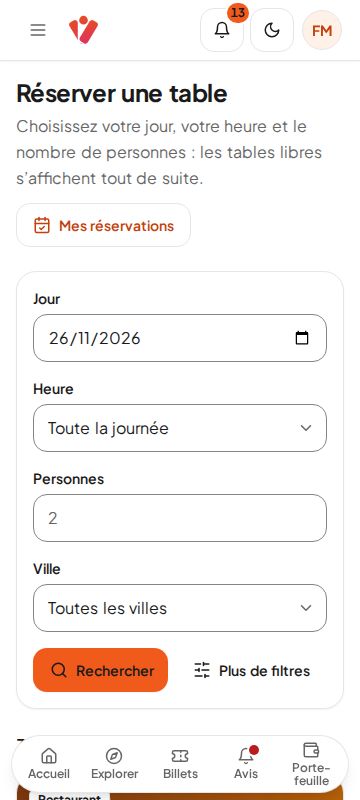 13
FM
Réserver une table
Choisissez votre jour, votre heure et le
nombre de personnes : les tables libres
s'affichent tout de suite.
Mes réservations
Jour
26/11/2026
Heure
Toute la journée
Personnes
2
Ville
Toutes les villes
Rechercher
Plus de filtres
Accueil
Explorer
Billets
Avis
Porte-
feuille
Restaurant